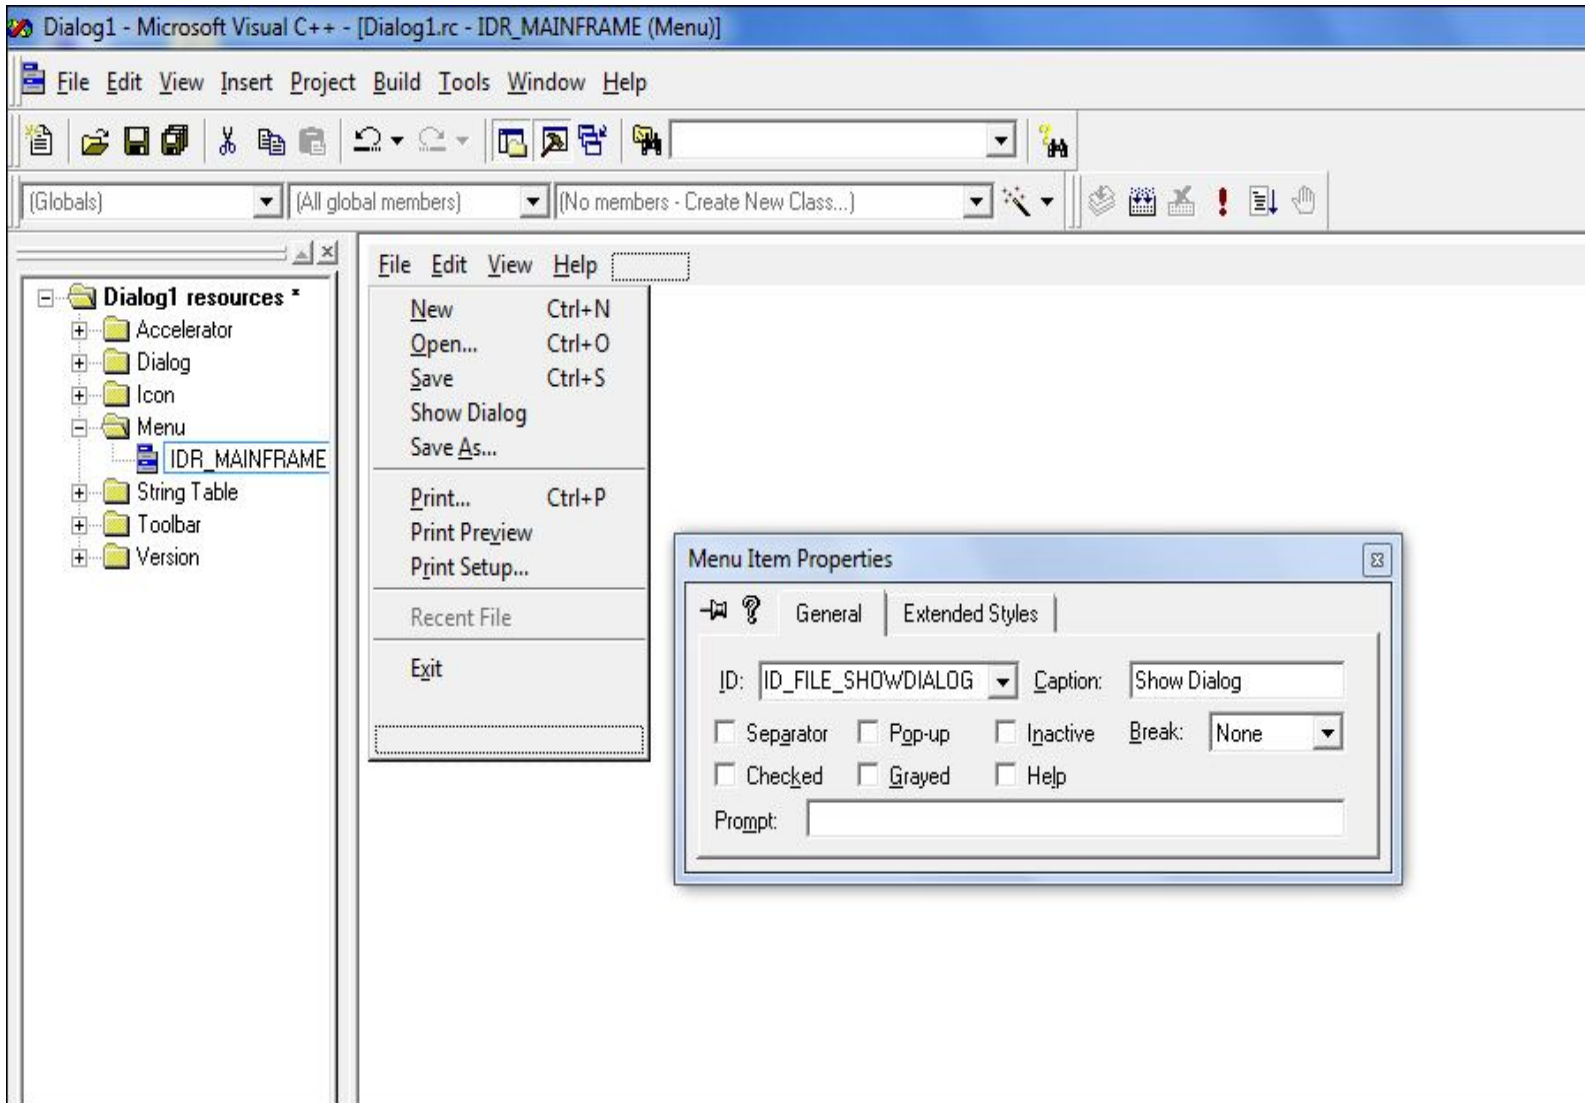 Dialog1 - Microsoft Visual C++ - [Dialog1.rc - IDR_MAINFRAME (Menu)]
File Edit View Insert Project Build Tools Window Help
(Globals) (All global members) (No members - Create New Class...)
Dialog1 resources *
Accelerator
Dialog
Icon
Menu
IDR_MAINFRAME
String Table
Toolbar
Version
File Edit View Help
New Ctrl+N
Open... Ctrl+O
Save Ctrl+S
Show Dialog
Save As...
Print... Ctrl+P
Print Preview
Print Setup...
Recent File
Exit
Menu Item Properties
General Extended Styles
ID: ID_FILE_SHOWDIALOG Caption: Show Dialog
Separator Pop-up Inactive Break: None
Checked Grayed Help
Prompt: